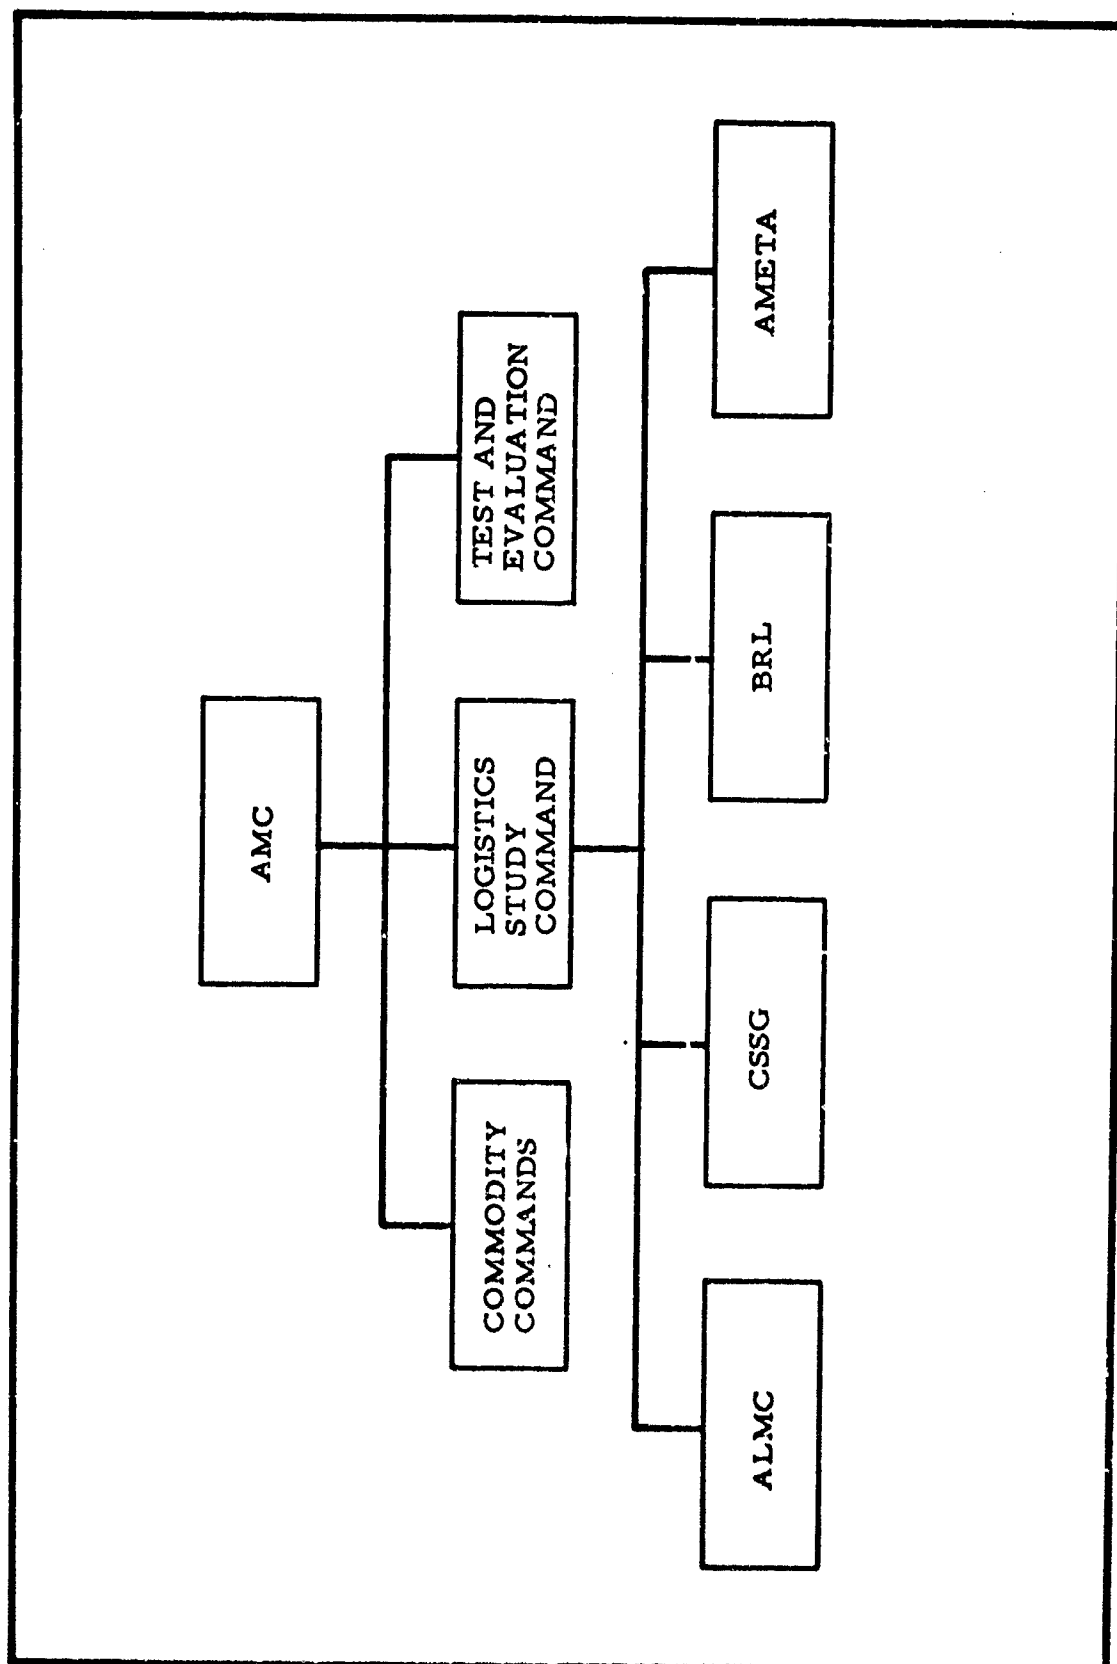 AMC
COMMODITY
COMMANDS
LOGISTICS
STUDY
COMMAND
TEST AND
EVALUATION
COMMAND
ALMC
CSSG
BRL
AMETA